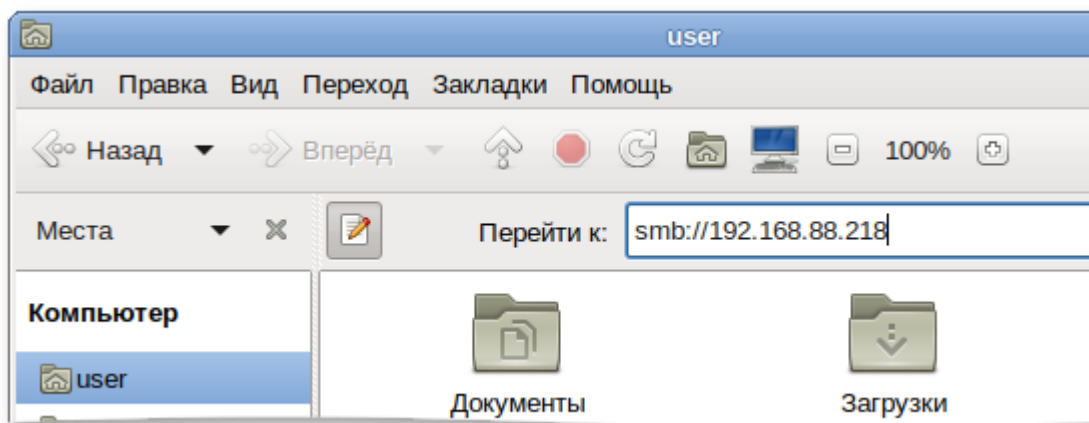 user
Файл Правка Вид Переход Закладки Помощь
Назад Вперёд 100%
Места Перейти к: smb://192.168.88.218
Компьютер
user
Документы Загрузки